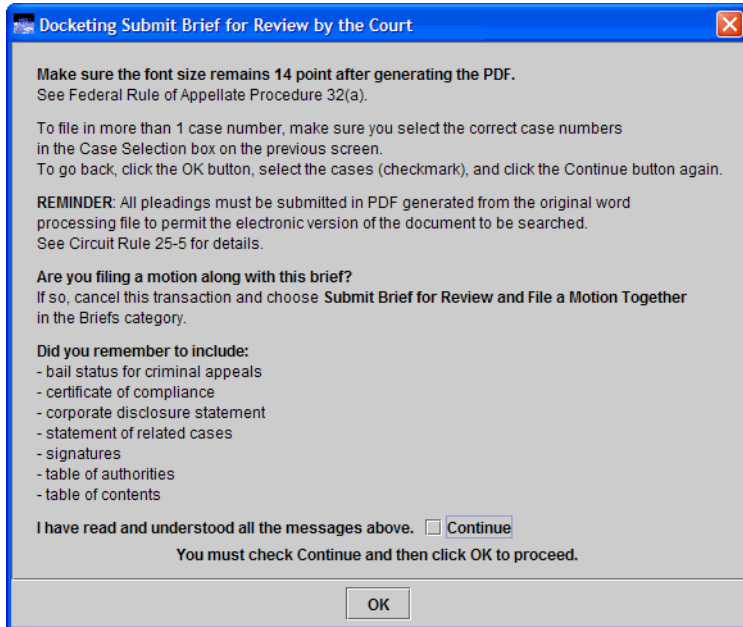 Docketing Submit Brief for Review by the Court
Make sure the font size remains 14 point after generating the PDF.
See Federal Rule of Appellate Procedure 32(a).
To file in more than 1 case number, make sure you select the correct case numbers
in the Case Selection box on the previous screen.
To go back, click the OK button, select the cases (checkmark), and click the Continue button again.
REMINDER: All pleadings must be submitted in PDF generated from the original word
processing file to permit the electronic version of the document to be searched.
See Circuit Rule 25-5 for details.
Are you filing a motion along with this brief?
If so, cancel this transaction and choose Submit Brief for Review and File a Motion Together
in the Briefs category.
Did you remember to include:
- bail status for criminal appeals
- certificate of compliance
- corporate disclosure statement
- statement of related cases
- signatures
- table of authorities
- table of contents
I have read and understood all the messages above. Continue
You must check Continue and then click OK to proceed.
OK